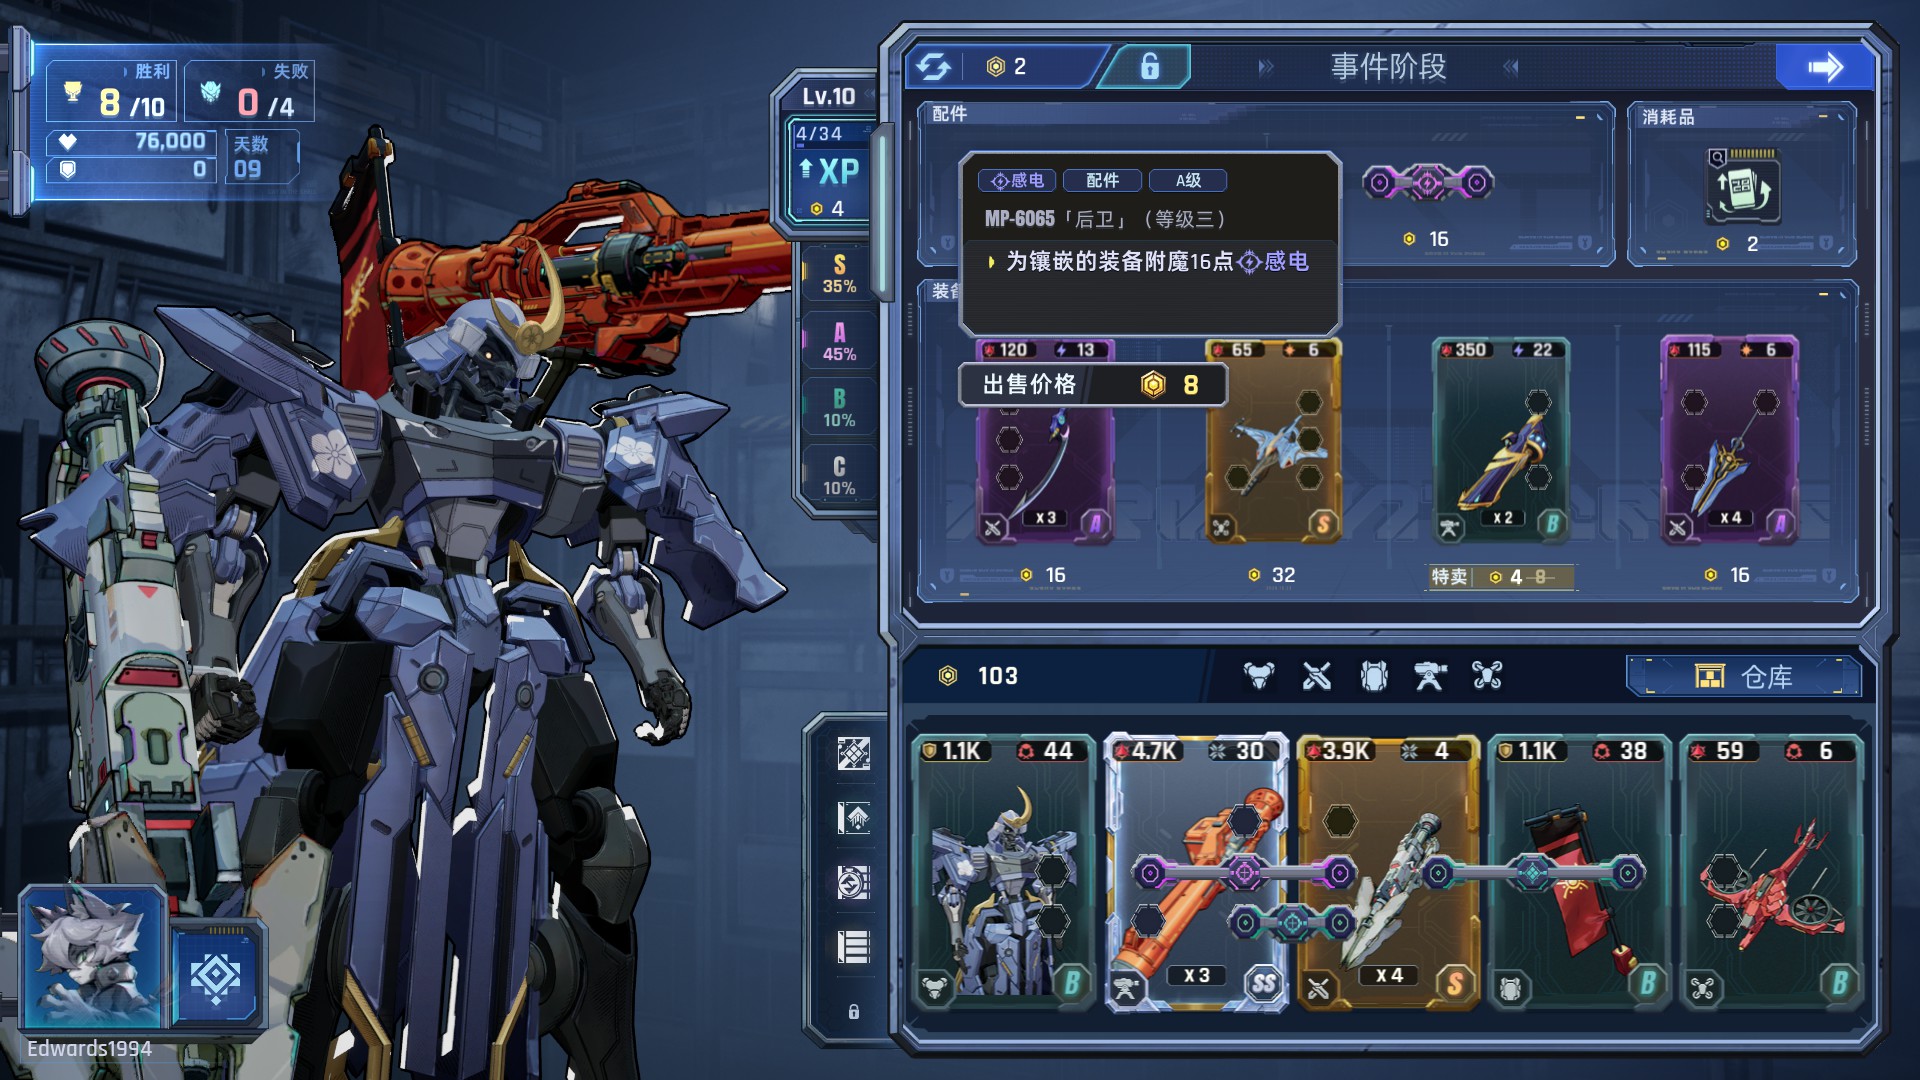 胜利
失败
8 /10
0 /4
76,000
天数
0
09
Lv.10
4/34
XP
4
S
35%
A
45%
B
10%
C
10%
2
事件阶段
配件
消耗品
感电
配件
A级
MP-6065「后卫」（等级三）
为镶嵌的装备附魔16点感电
出售价格
8
16
2
装备
120
13
65
6
350
22
115
6
x3
A
S
x2
B
x4
A
16
32
特卖
4
8
16
103
仓库
1.1K
44
4.7K
30
3.9K
4
1.1K
38
59
6
B
x3
SS
x4
S
B
B
Edwards1994